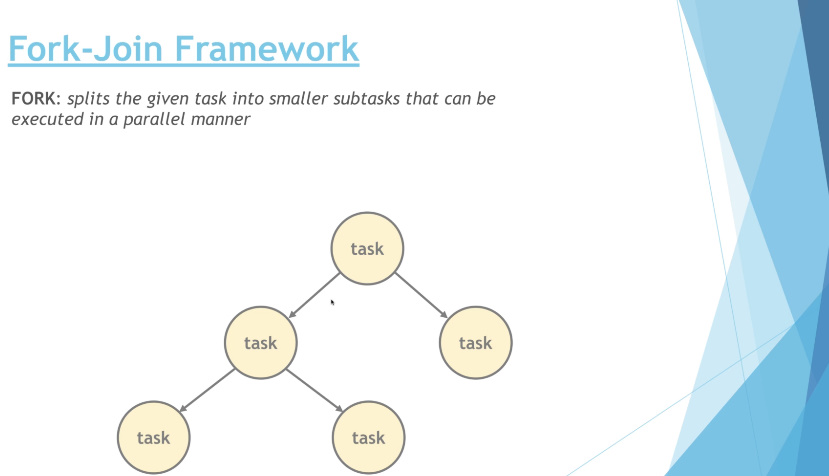 Fork-Join Framework
FORK: splits the given task into smaller subtasks that can be
executed in a parallel manner
task
task
task
task
task